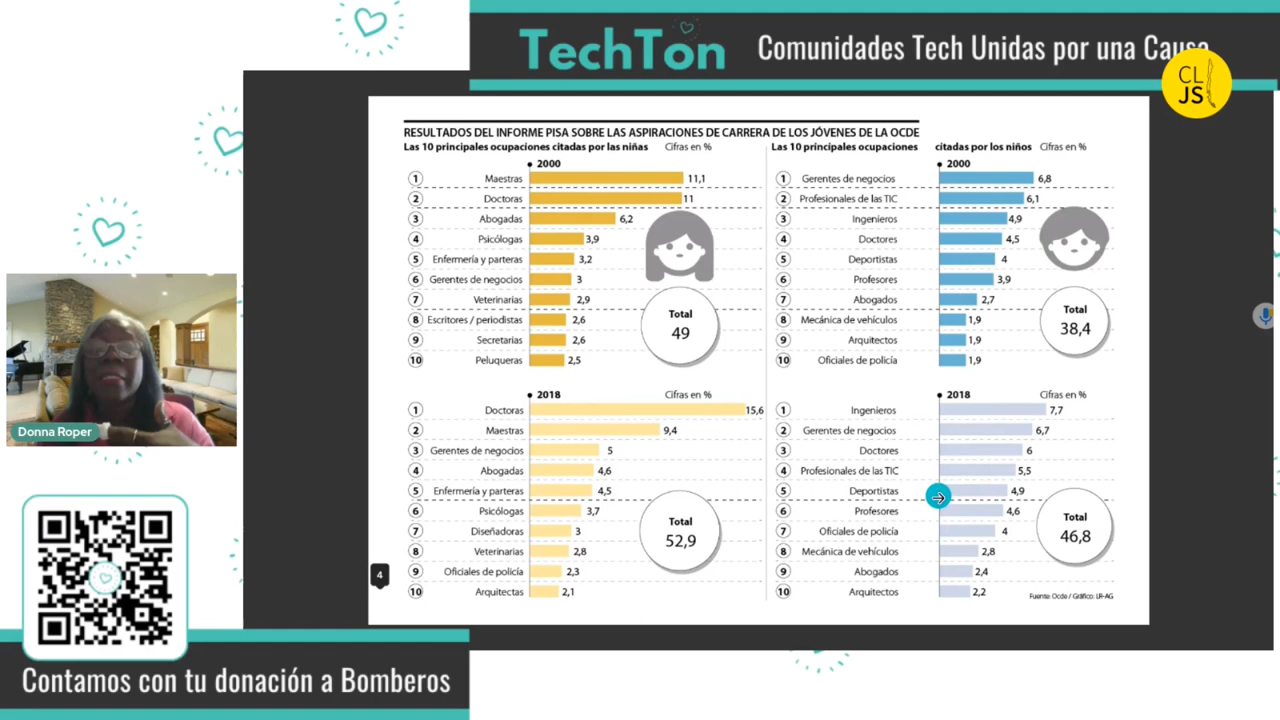 TechTon
Comunidades Tech Unidas por una Causa
CL
JS
RESULTADOS DEL INFORME PISA SOBRE LAS ASPIRACIONES DE CARRERA DE LOS JÓVENES DE LA OCDE
Las 10 principales ocupaciones citadas por las niñas Cifras en %
2000
1 Maestras 11,1
2 Doctoras 11
3 Abogadas 6,2
4 Psicólogas 3,9
5 Enfermería y parteras 3,2
6 Gerentes de negocios 3
7 Veterinarias 2,9
8 Escritores / periodistas 2,6
9 Secretarias 2,6
10 Peluqueras 2,5
Total
49
Las 10 principales ocupaciones citadas por los niños Cifras en %
2000
1 Gerentes de negocios 6,8
2 Profesionales de las TIC 6,1
3 Ingenieros 4,9
4 Doctores 4,5
5 Deportistas 4
6 Profesores 3,9
7 Abogados 2,7
8 Mecánica de vehículos 1,9
9 Arquitectos 1,9
10 Oficiales de policía 1,9
Total
38,4
2018 Cifras en %
1 Doctoras 15,6
2 Maestras 9,4
3 Gerentes de negocios 5
4 Abogadas 4,6
5 Enfermería y parteras 4,5
6 Psicólogas 3,7
7 Diseñadoras 3
8 Veterinarias 2,8
9 Oficiales de policía 2,3
10 Arquitectas 2,1
Total
52,9
2018 Cifras en %
1 Ingenieros 7,7
2 Gerentes de negocios 6,7
3 Doctores 6
4 Profesionales de las TIC 5,5
5 Deportistas 4,9
6 Profesores 4,6
7 Oficiales de policía 4
8 Mecánica de vehículos 2,8
9 Abogados 2,4
10 Arquitectos 2,2
Total
46,8
Fuente: Ocde / Gráfico: LR-AG
4
Donna Roper
Contamos con tu donación a Bomberos